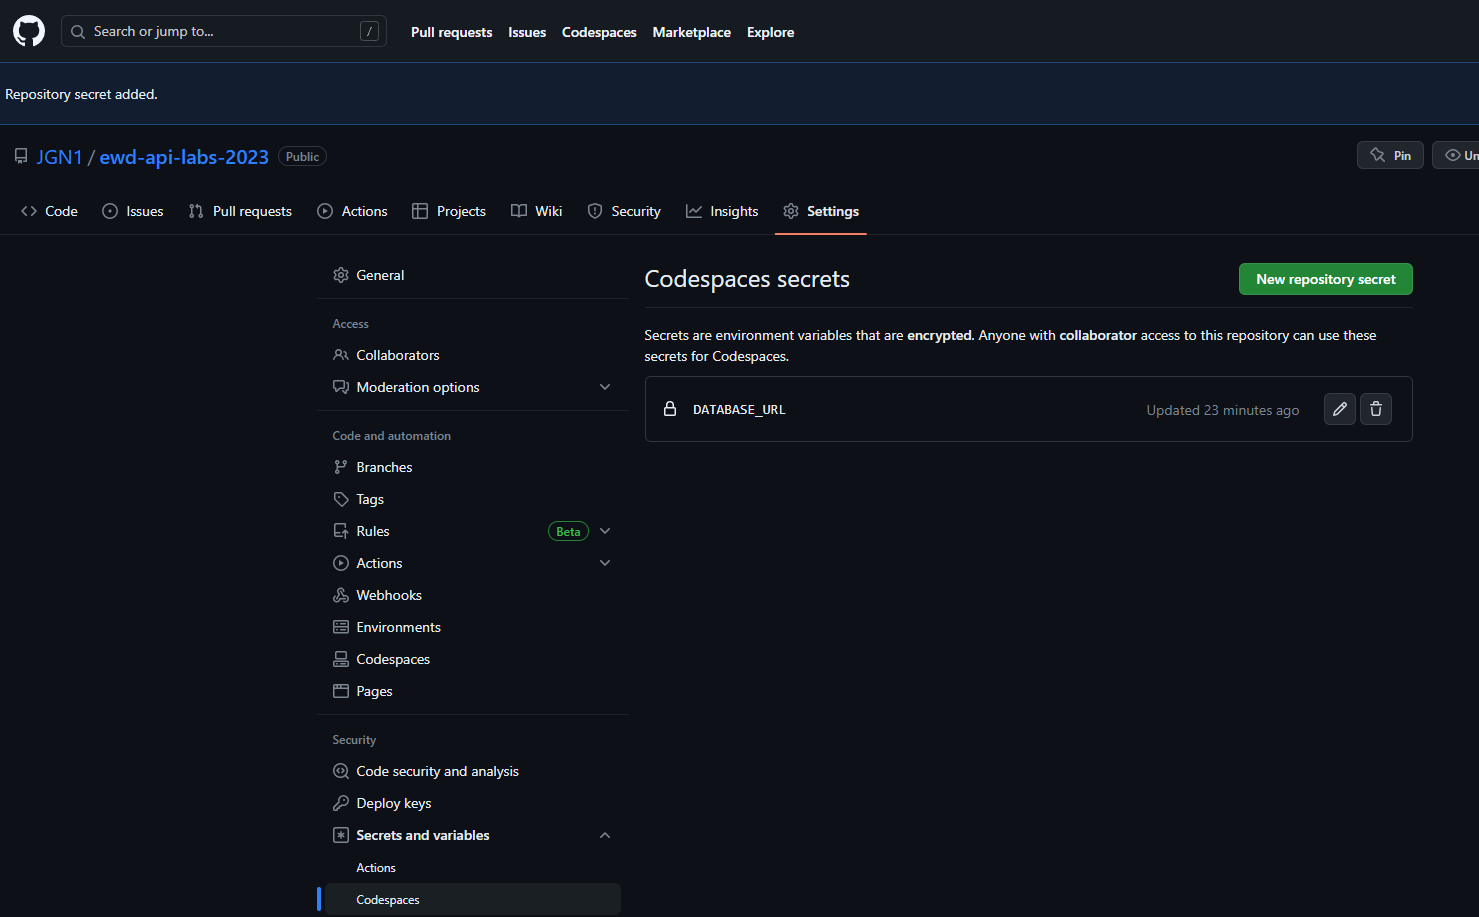 Search or jump to... / Pull requests Issues Codespaces Marketplace Explore
Repository secret added.
JGN1 / ewd-api-labs-2023 Public Pin Un
Code Issues Pull requests Actions Projects Wiki Security Insights Settings
General
Access
Collaborators
Moderation options
Code and automation
Branches
Tags
Rules Beta
Actions
Webhooks
Environments
Codespaces
Pages
Security
Code security and analysis
Deploy keys
Secrets and variables
Actions
Codespaces
Codespaces secrets New repository secret
Secrets are environment variables that are encrypted. Anyone with collaborator access to this repository can use these
secrets for Codespaces.
DATABASE_URL Updated 23 minutes ago